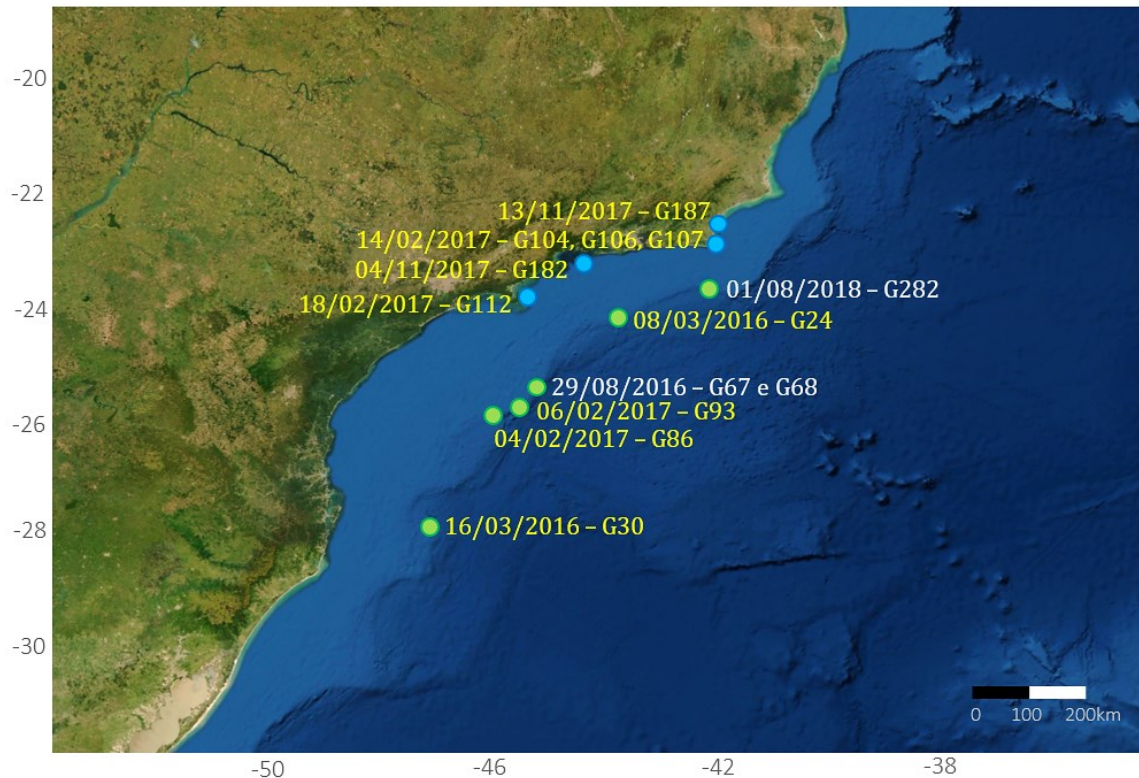 -20
-22
13/11/2017 – G187
14/02/2017 – G104, G106, G107
04/11/2017 – G182
18/02/2017 – G112
01/08/2018 – G282
-24
08/03/2016 – G24
29/08/2016 – G67 e G68
06/02/2017 – G93
-26
04/02/2017 – G86
16/03/2016 – G30
-28
-30
0 100 200km
-50 -46 -42 -38